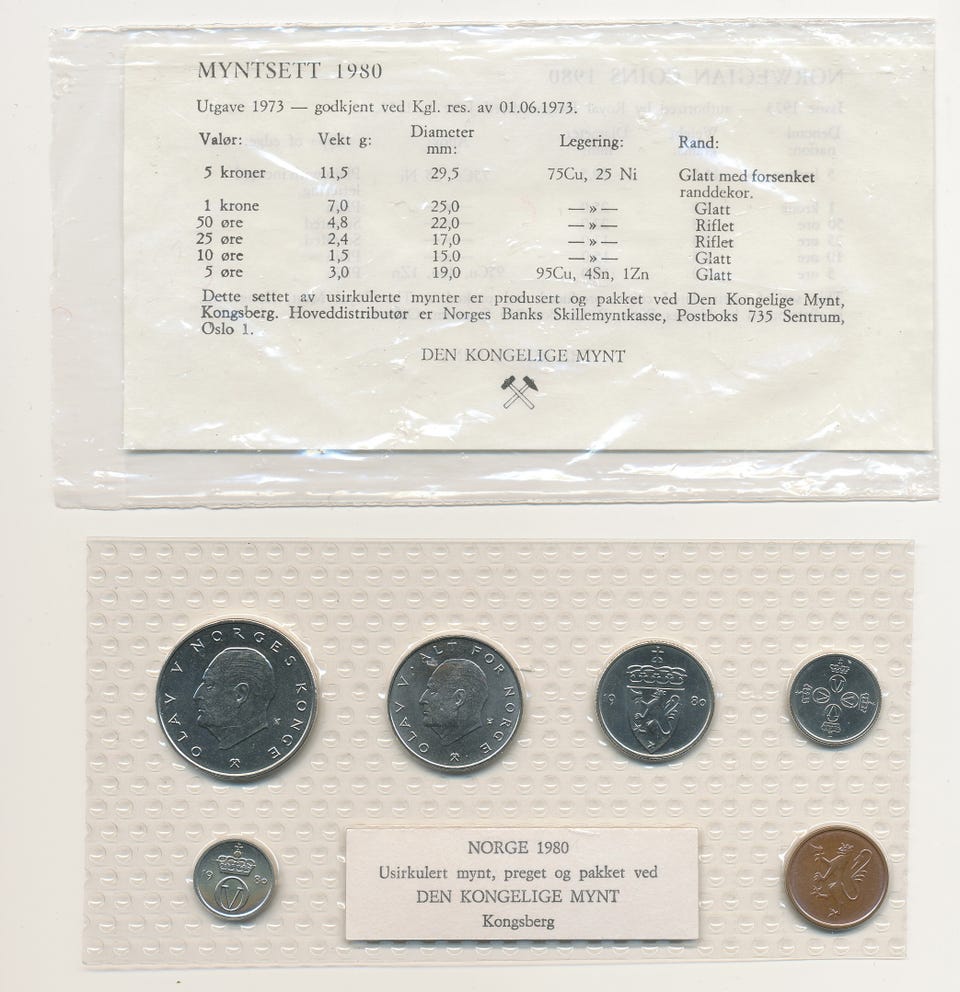 MYNTSETT 1980
Utgave 1973 — godkjent ved Kgl. res. av 01.06.1973.
Valør: Vekt g: Diameter mm: Legering: Rand:
5 kroner 11,5 29,5 75Cu, 25 Ni Glatt med forsenket
randdekor.
1 krone 7,0 25,0 —»— Glatt
50 øre 4,8 22,0 —»— Riflet
25 øre 2,4 17,0 —»— Riflet
10 øre 1,5 15.0 —»— Glatt
5 øre 3,0 19,0 95Cu, 4Sn, 1Zn Glatt
Dette settet av usirkulerte mynter er produsert og pakket ved Den Kongelige Mynt,
Kongsberg. Hoveddistributør er Norges Banks Skillemyntkasse, Postboks 735 Sentrum,
Oslo 1.
DEN KONGELIGE MYNT
OLAV V NORGES KONGE
K
OLAV V · ALT FOR NORGE
K
19 80
19 80
NORGE 1980
Usirkulert mynt, preget og pakket ved
DEN KONGELIGE MYNT
Kongsberg